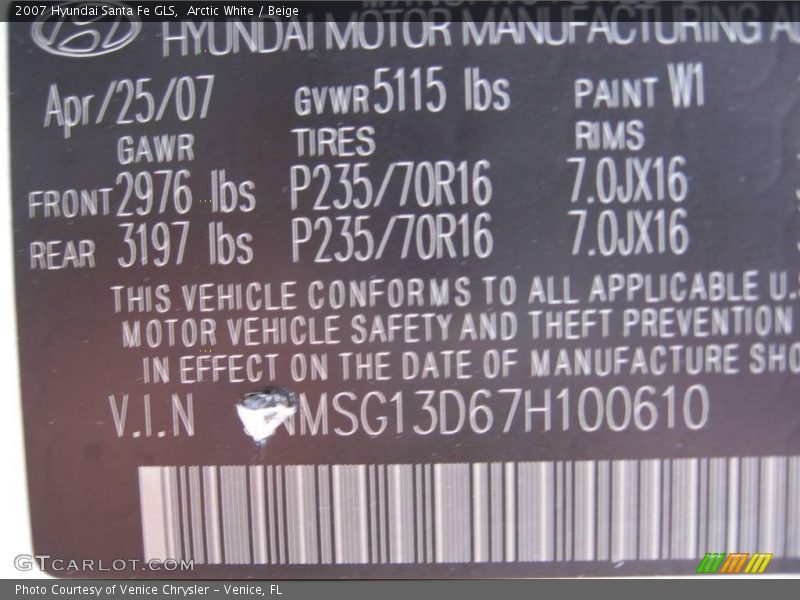 2007 Hyundai Santa Fe GLS, Arctic White / Beige
HYUNDAI MOTOR MANUFACTURING
Apr/25/07 GVWR 5115 lbs PAINT W1
GAWR TIRES RIMS
FRONT 2976 lbs P235/70R16 7.0JX16
REAR 3197 lbs P235/70R16 7.0JX16
THIS VEHICLE CONFORMS TO ALL APPLICABLE U.
MOTOR VEHICLE SAFETY AND THEFT PREVENTION
IN EFFECT ON THE DATE OF MANUFACTURE SHO
V.I.N NMSG13D67H100610
GTCARLOT.COM
Photo Courtesy of Venice Chrysler - Venice, FL